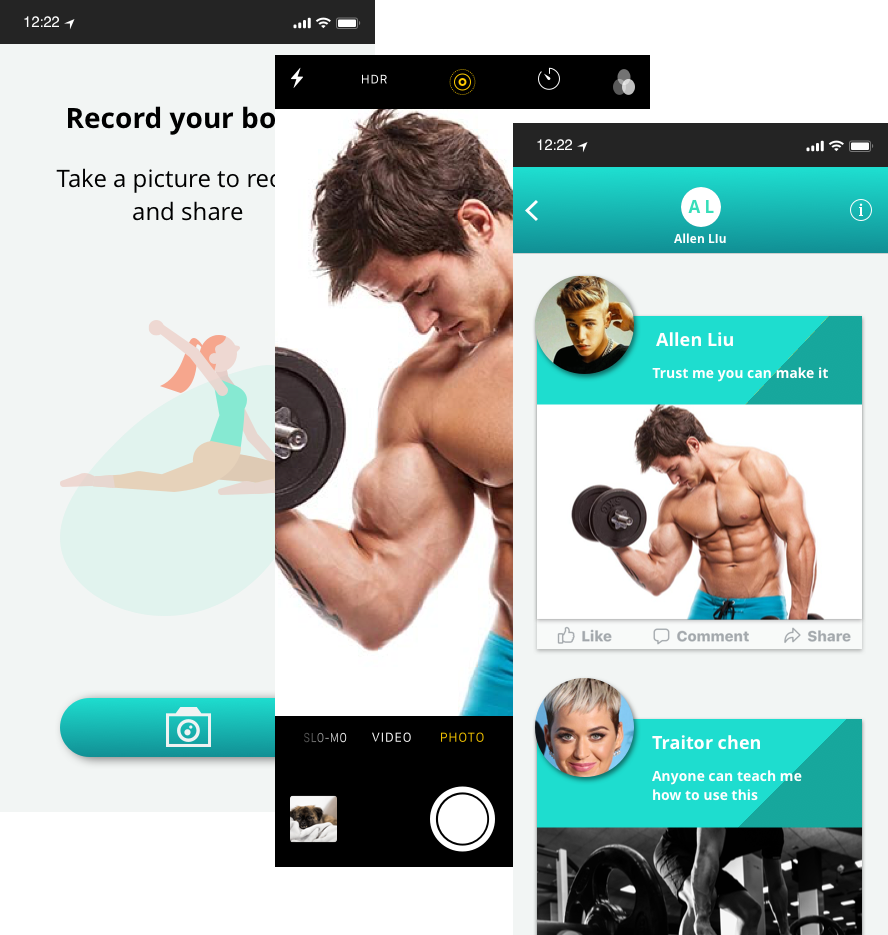 12:22
Record your bo
Take a picture to rec
and share
HDR
SLO-MO VIDEO PHOTO
12:22
A L
Allen LIu
Allen Liu
Trust me you can make it
Like Comment Share
Traitor chen
Anyone can teach me
how to use this